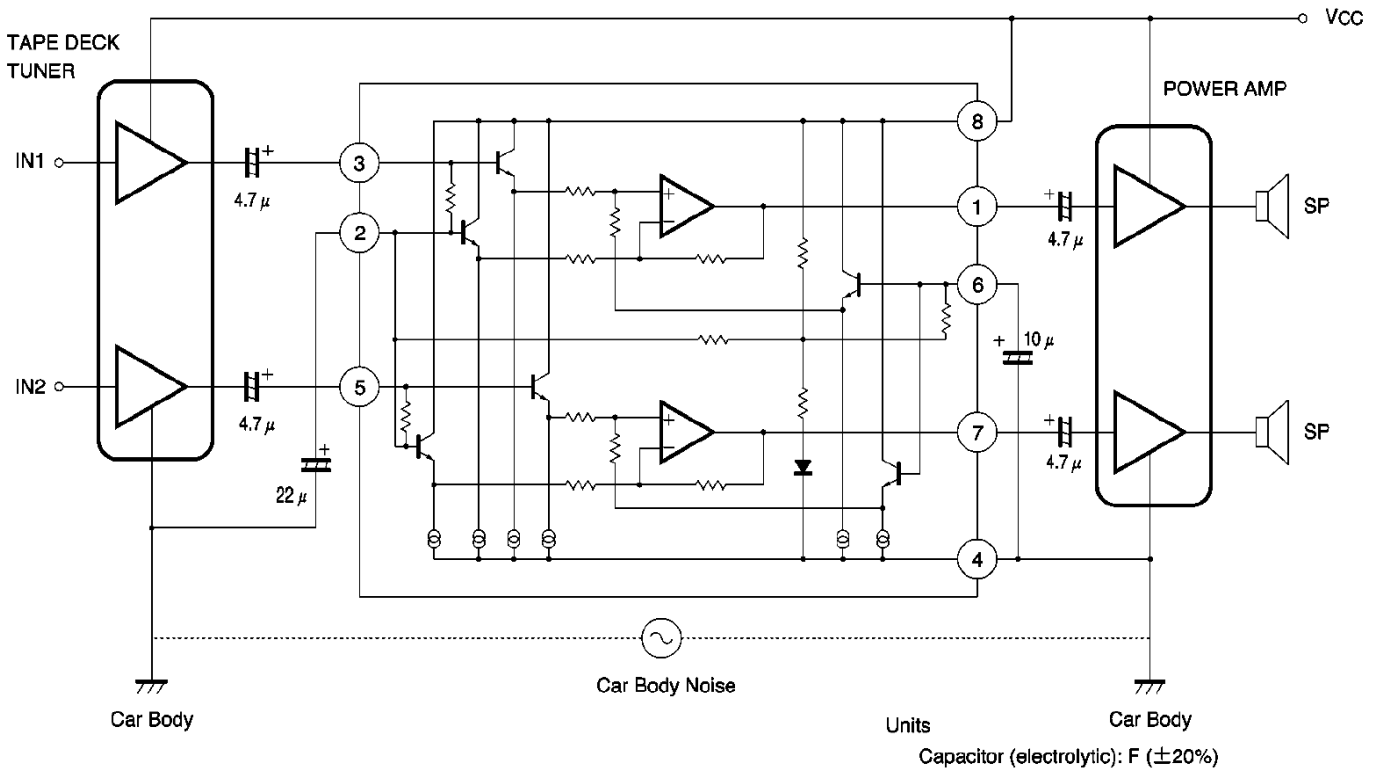 VCC
TAPE DECK
TUNER
POWER AMP
8
IN1
+
3
+
1
+
SP
4.7 μ
−
4.7 μ
2
6
+
10 μ
IN2
+
5
+
7
+
SP
4.7 μ
−
4.7 μ
+
22 μ
4
Car Body Noise
Car Body
Car Body
Units
Capacitor (electrolytic): F (±20%)